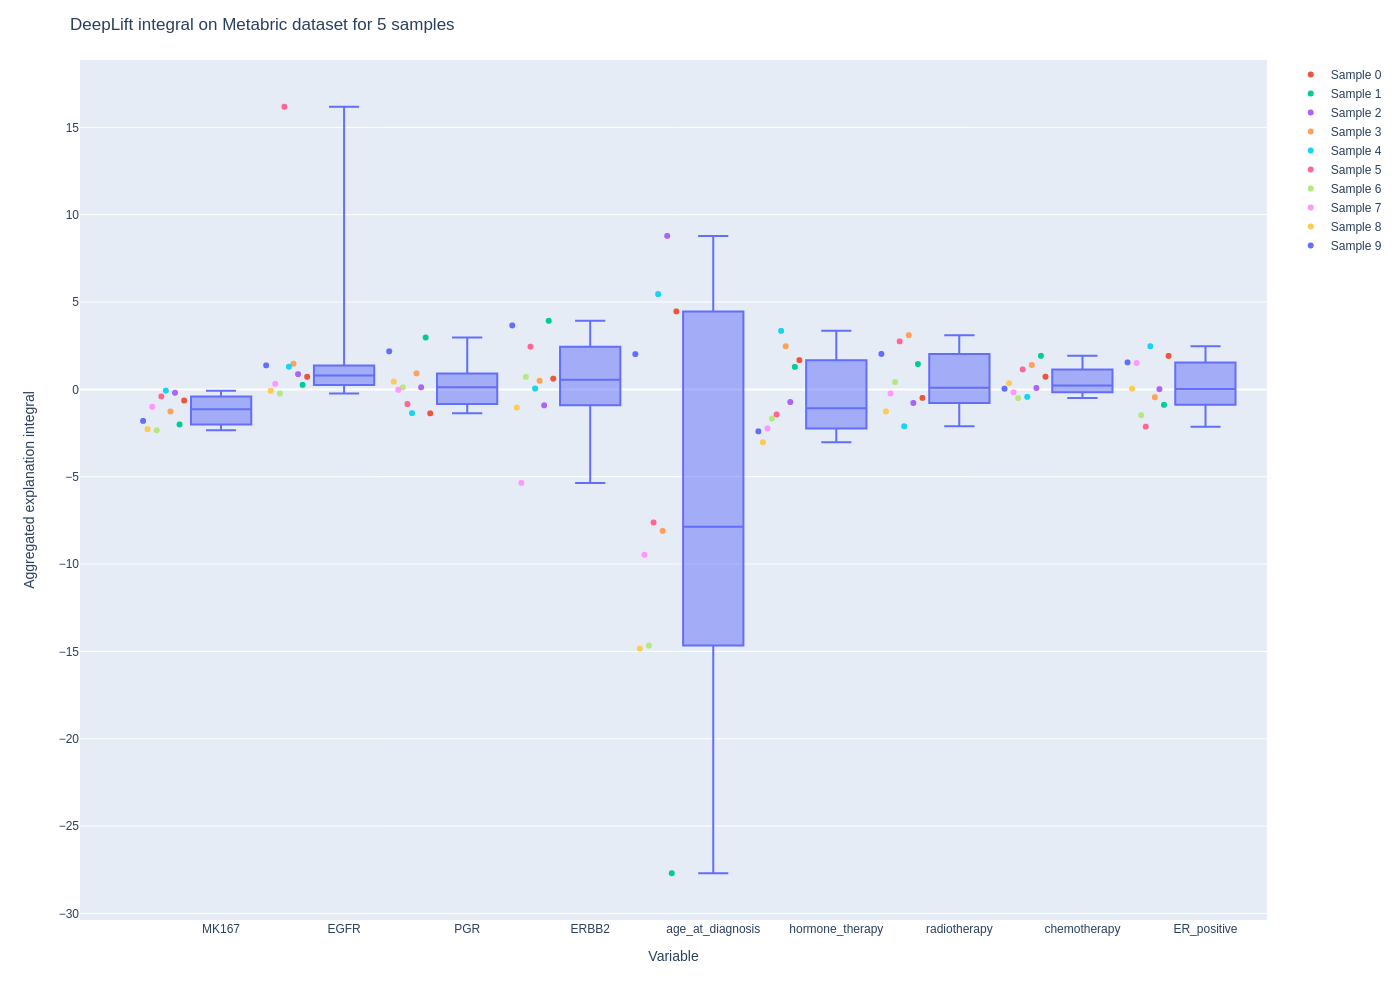 DeepLift integral on Metabric dataset for 5 samples
Sample 0
Sample 1
Sample 2
Sample 3
Sample 4
Sample 5
Sample 6
Sample 7
Sample 8
Sample 9
15
10
5
0
−5
−10
−15
−20
−25
−30
Aggregated explanation integral
MK167 EGFR PGR ERBB2 age_at_diagnosis hormone_therapy radiotherapy chemotherapy ER_positive
Variable